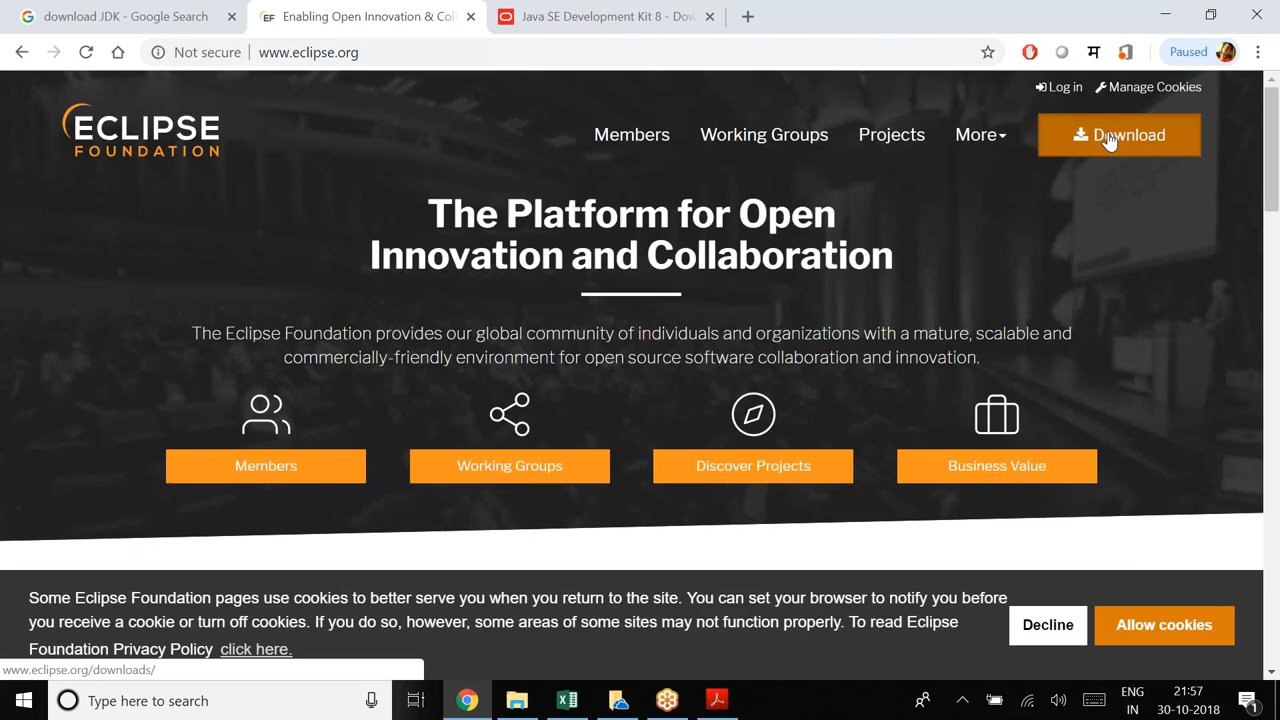 download JDK - Google Search
Enabling Open Innovation & Coll
Java SE Development Kit 8 - Dow
Not secure
www.eclipse.org
Paused
Log in
Manage Cookies
ECLIPSE
FOUNDATION
Members
Working Groups
Projects
More
Download
The Platform for Open
Innovation and Collaboration
The Eclipse Foundation provides our global community of individuals and organizations with a mature, scalable and
commercially-friendly environment for open source software collaboration and innovation.
Members
Working Groups
Discover Projects
Business Value
Some Eclipse Foundation pages use cookies to better serve you when you return to the site. You can set your browser to notify you before
you receive a cookie or turn off cookies. If you do so, however, some areas of some sites may not function properly. To read Eclipse
Foundation Privacy Policy click here.
Decline
Allow cookies
www.eclipse.org/downloads/
Type here to search
ENG
IN
21:57
30-10-2018
1